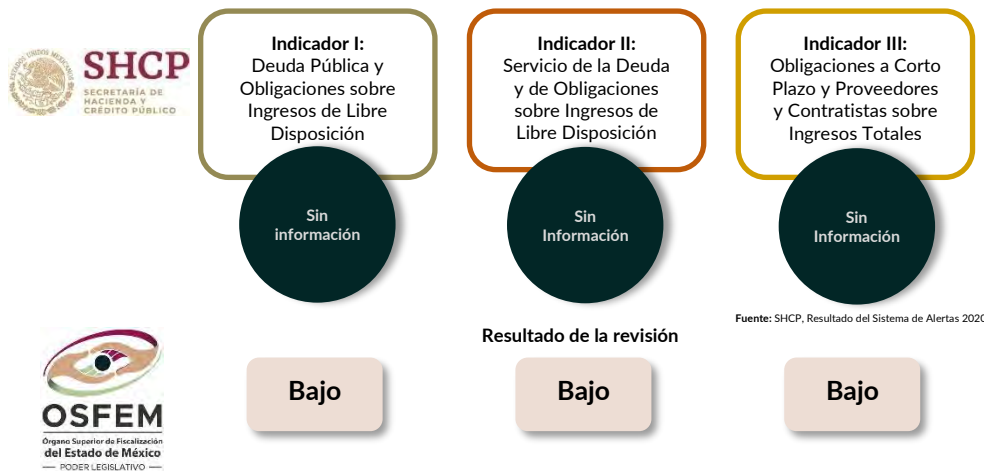 ESTADOS UNIDOS MEXICANOS
SHCP
SECRETARÍA DE
HACIENDA Y
CRÉDITO PÚBLICO
Indicador I:
Deuda Pública y
Obligaciones sobre
Ingresos de Libre
Disposición
Sin
información
Indicador II:
Servicio de la Deuda
y de Obligaciones
sobre Ingresos de
Libre Disposición
Sin
Información
Indicador III:
Obligaciones a Corto
Plazo y Proveedores
y Contratistas sobre
Ingresos Totales
Sin
Información
Fuente: SHCP, Resultado del Sistema de Alertas 2020
Resultado de la revisión
OSFEM
Órgano Superior de Fiscalización
del Estado de México
PODER LEGISLATIVO
Bajo
Bajo
Bajo